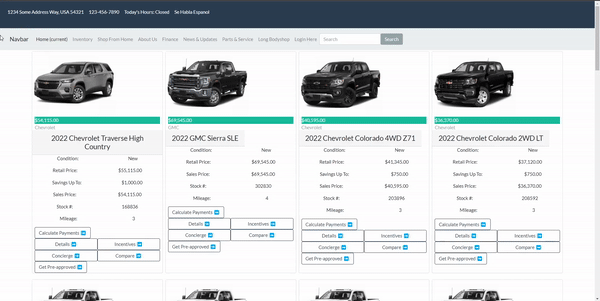 1234 Some Address Way, USA 54321 123-456-7890 Today's Hours: Closed Se Habla Espanol
Navbar Home (current) Inventory Shop From Home About Us Finance News & Updates Parts & Service Long Bodyshop Login Here Search Search
$54,115.00
Chevrolet
2022 Chevrolet Traverse High Country
Condition: New
Retail Price: $55,115.00
Savings Up To: $1,000.00
Sales Price: $54,115.00
Stock #: 168836
Mileage: 3
Calculate Payments
Details Incentives
Concierge Compare
Get Pre-approved
$69,545.00
GMC
2022 GMC Sierra SLE
Condition: New
Retail Price: $69,545.00
Sales Price: $69,545.00
Stock #: 302830
Mileage: 4
Calculate Payments
Details Incentives
Concierge Compare
Get Pre-approved
$40,595.00
Chevrolet
2022 Chevrolet Colorado 4WD Z71
Condition: New
Retail Price: $41,345.00
Savings Up To: $750.00
Sales Price: $40,595.00
Stock #: 203896
Mileage: 3
Calculate Payments
Details Incentives
Concierge Compare
Get Pre-approved
$36,370.00
Chevrolet
2022 Chevrolet Colorado 2WD LT
Condition: New
Retail Price: $37,120.00
Savings Up To: $750.00
Sales Price: $36,370.00
Stock #: 208592
Mileage: 3
Calculate Payments
Details Incentives
Concierge Compare
Get Pre-approved